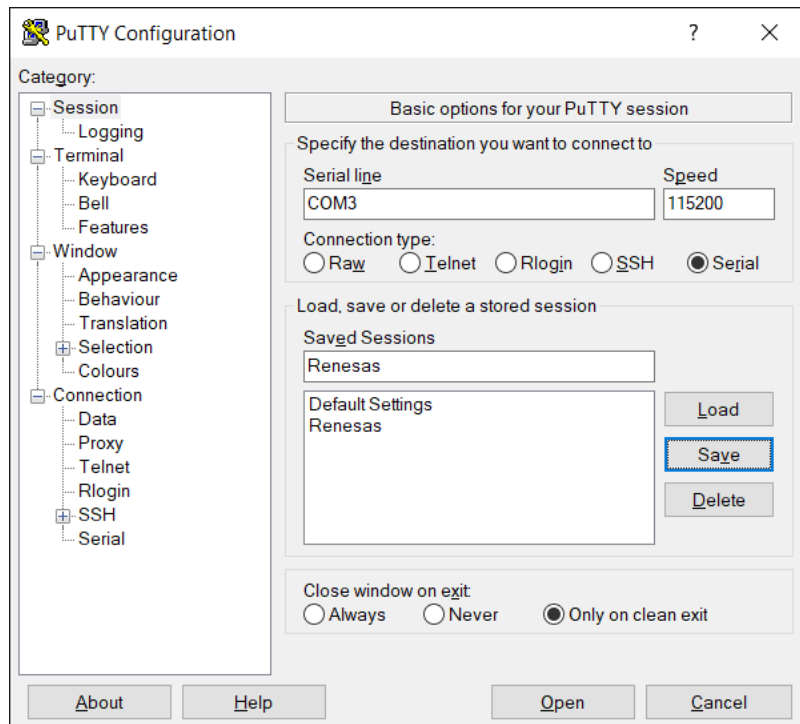 PuTTY Configuration
?
Category:
Session
Logging
Terminal
Keyboard
Bell
Features
Window
Appearance
Behaviour
Translation
Selection
Colours
Connection
Data
Proxy
Telnet
Rlogin
SSH
Serial
Basic options for your PuTTY session
Specify the destination you want to connect to
Serial line Speed
COM3 115200
Connection type:
Raw Telnet Rlogin SSH Serial
Load, save or delete a stored session
Saved Sessions
Renesas
Default Settings
Renesas
Load
Save
Delete
Close window on exit:
Always Never Only on clean exit
About Help Open Cancel